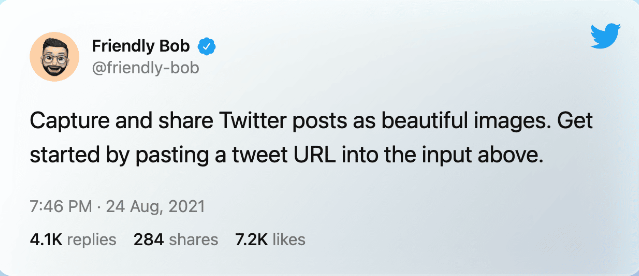 Friendly Bob
@friendly-bob
Capture and share Twitter posts as beautiful images. Get
started by pasting a tweet URL into the input above.
7:46 PM · 24 Aug, 2021
4.1K replies 284 shares 7.2K likes